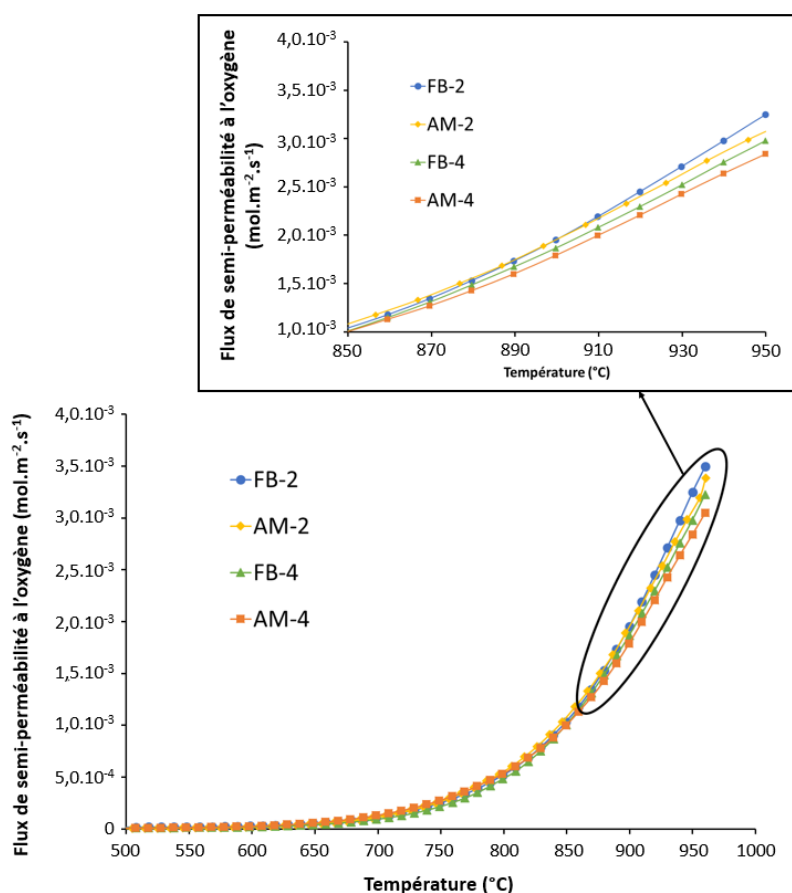 Flux de semi-perméabilité à l'oxygène
(mol.m⁻².s⁻¹)
4,0.10⁻³
3,5.10⁻³
3,0.10⁻³
2,5.10⁻³
2,0.10⁻³
1,5.10⁻³
1,0.10⁻³
FB-2
AM-2
FB-4
AM-4
850 870 890 910 930 950
Température (°C)
Flux de semi-perméabilité à l'oxygène (mol.m⁻².s⁻¹)
4,0.10⁻³
3,5.10⁻³
3,0.10⁻³
2,5.10⁻³
2,0.10⁻³
1,5.10⁻³
1,0.10⁻³
5,0.10⁻⁴
0
FB-2
AM-2
FB-4
AM-4
500 550 600 650 700 750 800 850 900 950 1000
Température (°C)